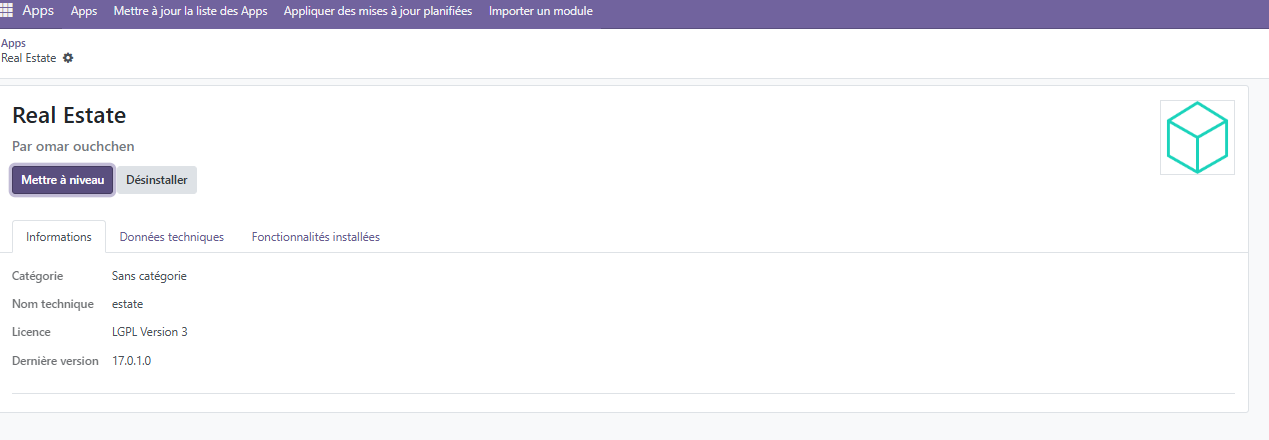 Apps Apps Mettre à jour la liste des Apps Appliquer des mises à jour planifiées Importer un module
Apps
Real Estate
Real Estate
Par omar ouchchen
Mettre à niveau Désinstaller
Informations Données techniques Fonctionnalités installées
Catégorie Sans catégorie
Nom technique estate
Licence LGPL Version 3
Dernière version 17.0.1.0